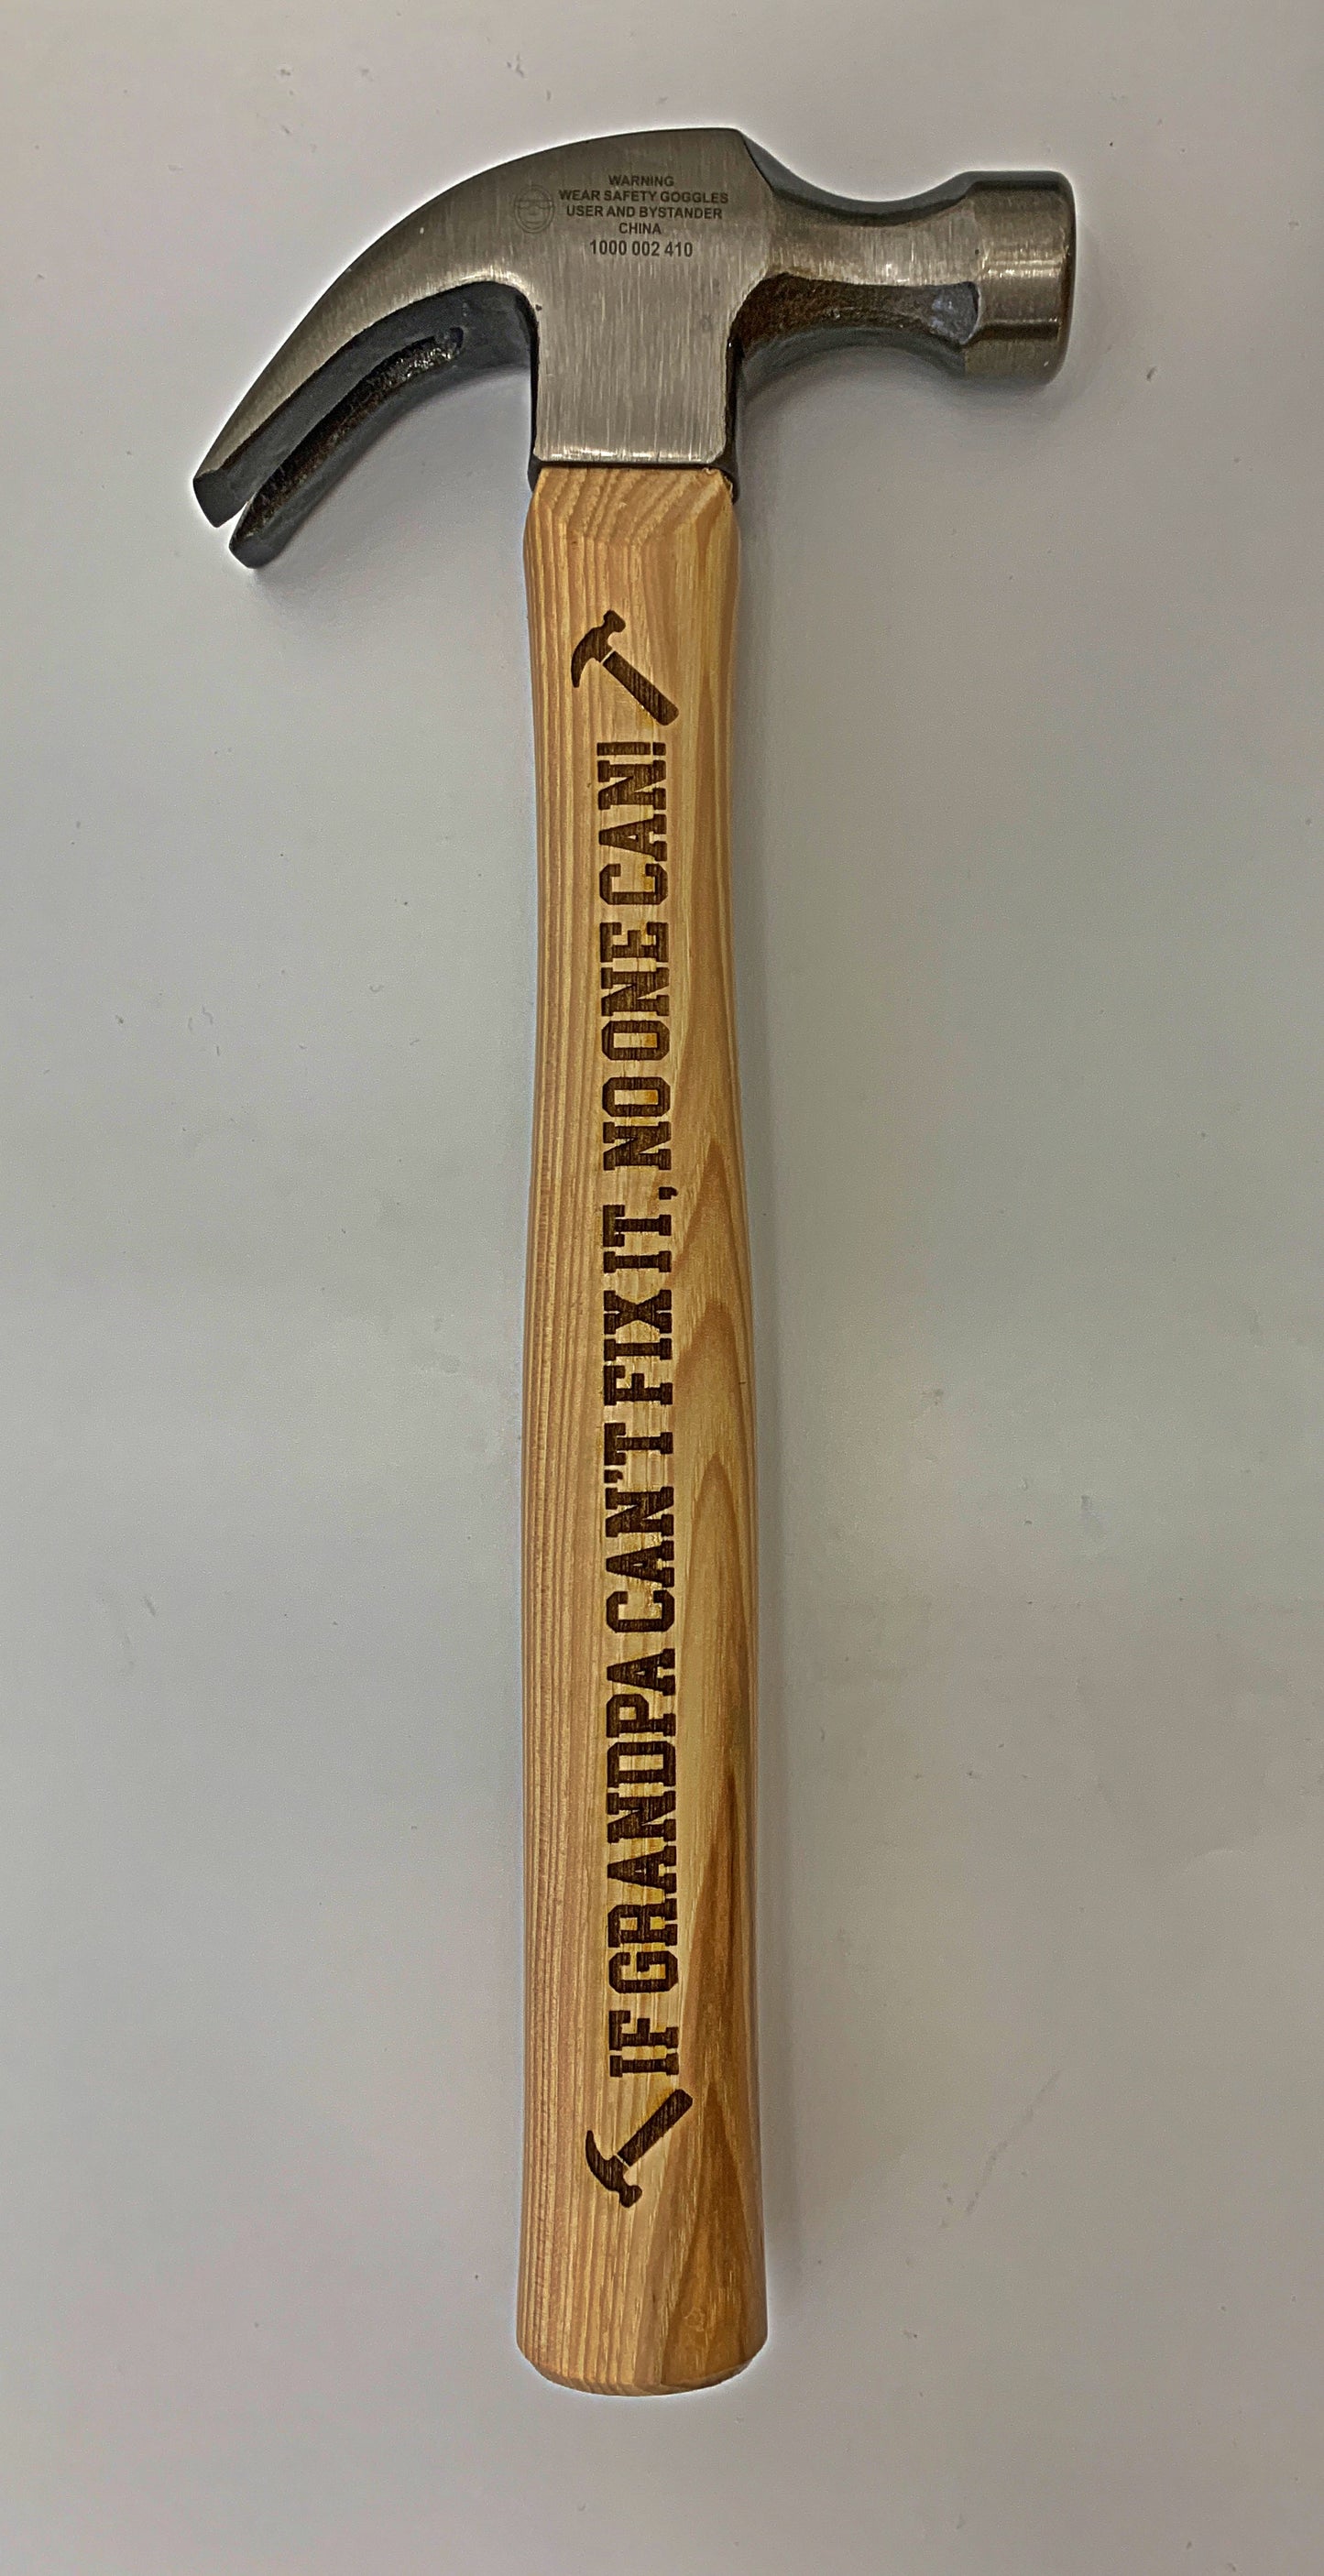 WARNING
WEAR SAFETY GOGGLES
USER AND BYSTANDER
CHINA
1000 002 410
IF GRANDPA CAN'T FIX IT, NO ONE CAN!